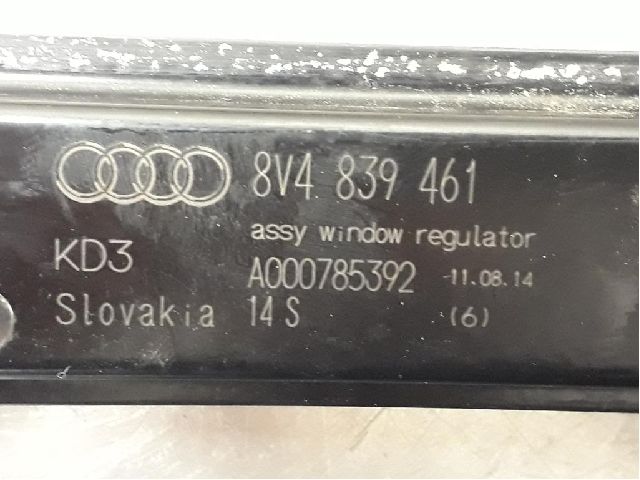 8V4 839 461
assy window regulator
KD3 A000785392 -11.08.14
Slovakia 14 S (6)